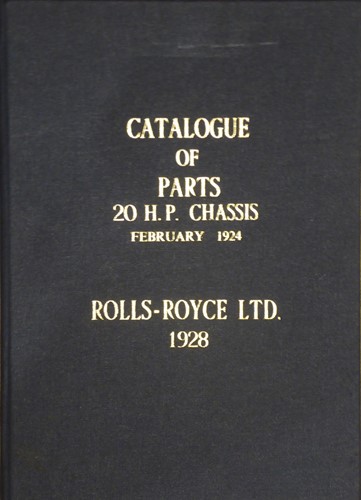 CATALOGUE
OF
PARTS
20 H.P. CHASSIS
FEBRUARY 1924
ROLLS-ROYCE LTD.
1928